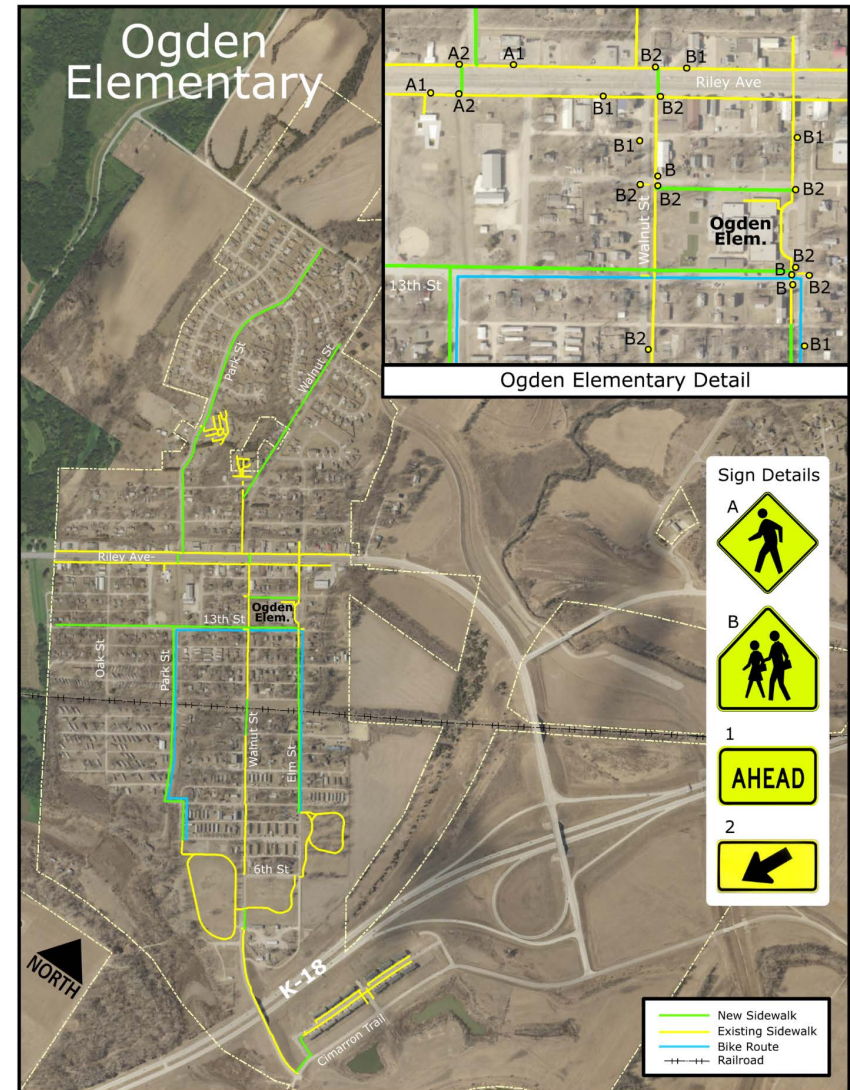 Ogden
Elementary
A2
A1
B2
B1
Riley Ave
A1
A2
B1
B2
B1
B1
B
B2
B2
B2
Walnut St
Ogden
Elem.
B2
B
B2
B
13th St
B2
B1
Ogden Elementary Detail
Park St
Walnut St
Sign Details
A
B
1
AHEAD
2
Riley Ave
Ogden
Elem.
13th St
Oak St
Park St
Walnut St
Elm St
6th St
NORTH
K-18
Cimarron Trail
New Sidewalk
Existing Sidewalk
Bike Route
Railroad